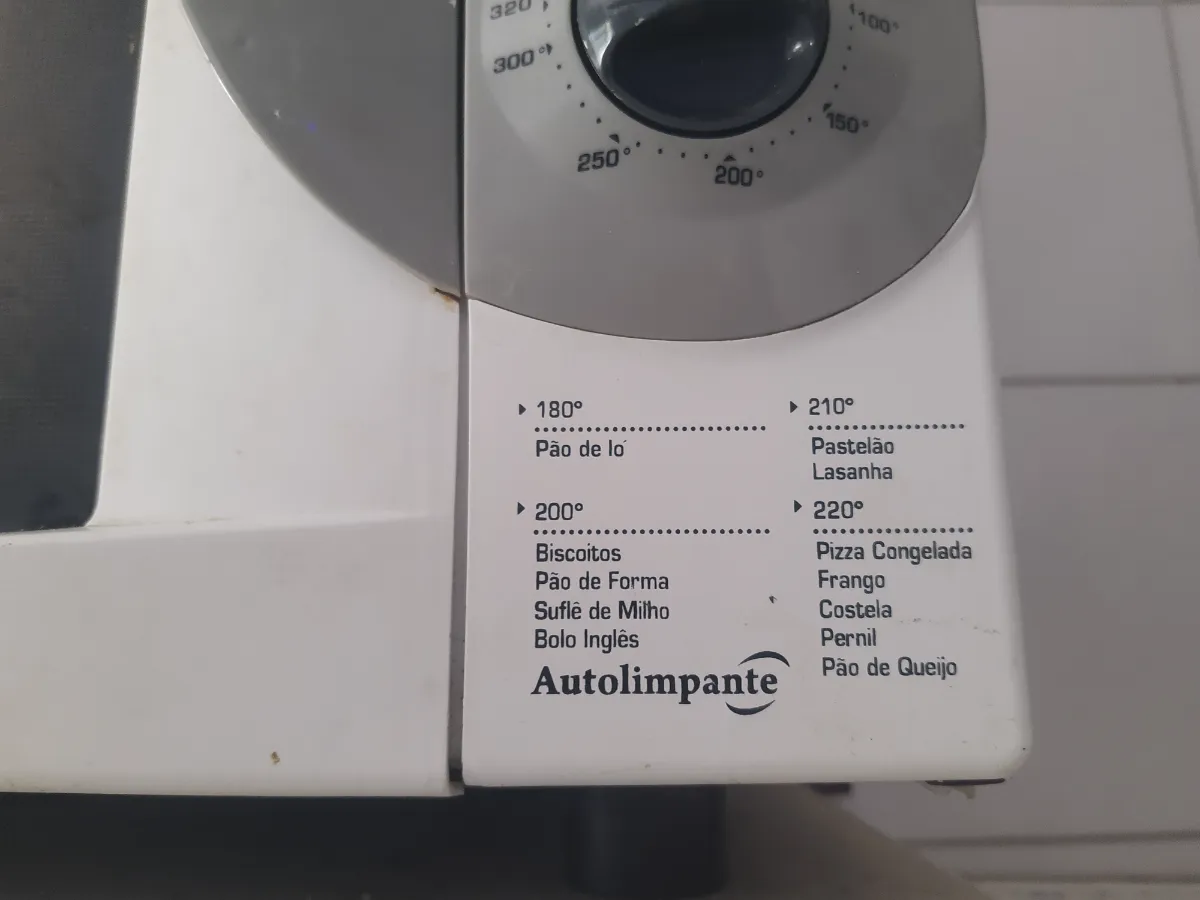 320
100°
300°
150°
250°
200°
180°
Pão de ló
200°
Biscoitos
Pão de Forma
Suflê de Milho
Bolo Inglês
210°
Pastelão
Lasanha
220°
Pizza Congelada
Frango
Costela
Pernil
Pão de Queijo
Autolimpante